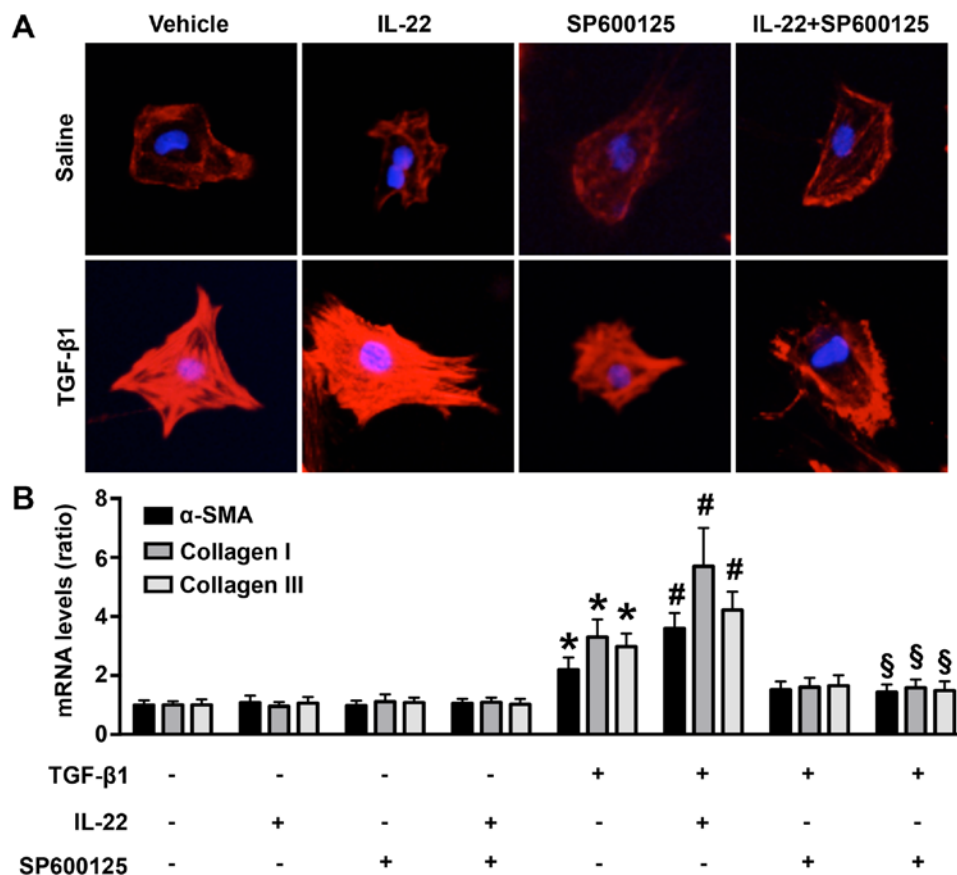 A
Vehicle IL-22 SP600125 IL-22+SP600125
Saline
TGF-β1
B
mRNA levels (ratio)
8
6
4
2
0
α-SMA
Collagen I
Collagen III
* * * # # # § § §
TGF-β1 - - - - + + + +
IL-22 - + - + - + - +
SP600125 - - + + - - + +